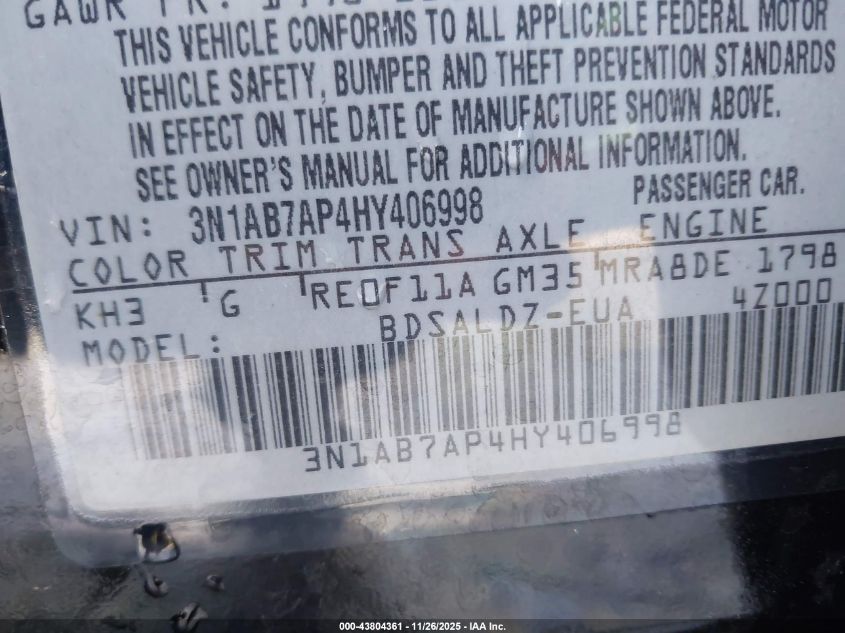 GAWR FR:
THIS VEHICLE CONFORMS TO ALL APPLICABLE FEDERAL MOTOR
VEHICLE SAFETY, BUMPER AND THEFT PREVENTION STANDARDS
IN EFFECT ON THE DATE OF MANUFACTURE SHOWN ABOVE.
SEE OWNER'S MANUAL FOR ADDITIONAL INFORMATION.
VIN: 3N1AB7AP4HY406998 PASSENGER CAR.
COLOR TRIM TRANS AXLE ENGINE
KH3 G RE0F11A GM35 MRA8DE 1798
MODEL: BDSALDZ-EUA 4Z000
3N1AB7AP4HY406998
000-43804361 - 11/26/2025 - IAA Inc.